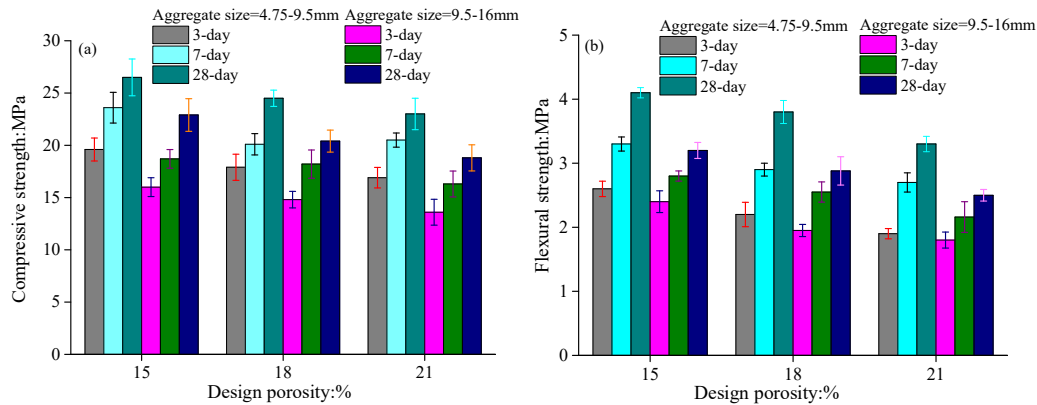 (a)
Aggregate size=4.75-9.5mm Aggregate size=9.5-16mm
3-day 3-day
7-day 7-day
28-day 28-day
Compressive strength:MPa
30
25
20
15
10
5
0
15 18 21
Design porosity:%
(b)
Aggregate size=4.75-9.5mm Aggregate size=9.5-16mm
3-day 3-day
7-day 7-day
28-day 28-day
Flexural strength:MPa
5
4
3
2
1
0
15 18 21
Design porosity:%